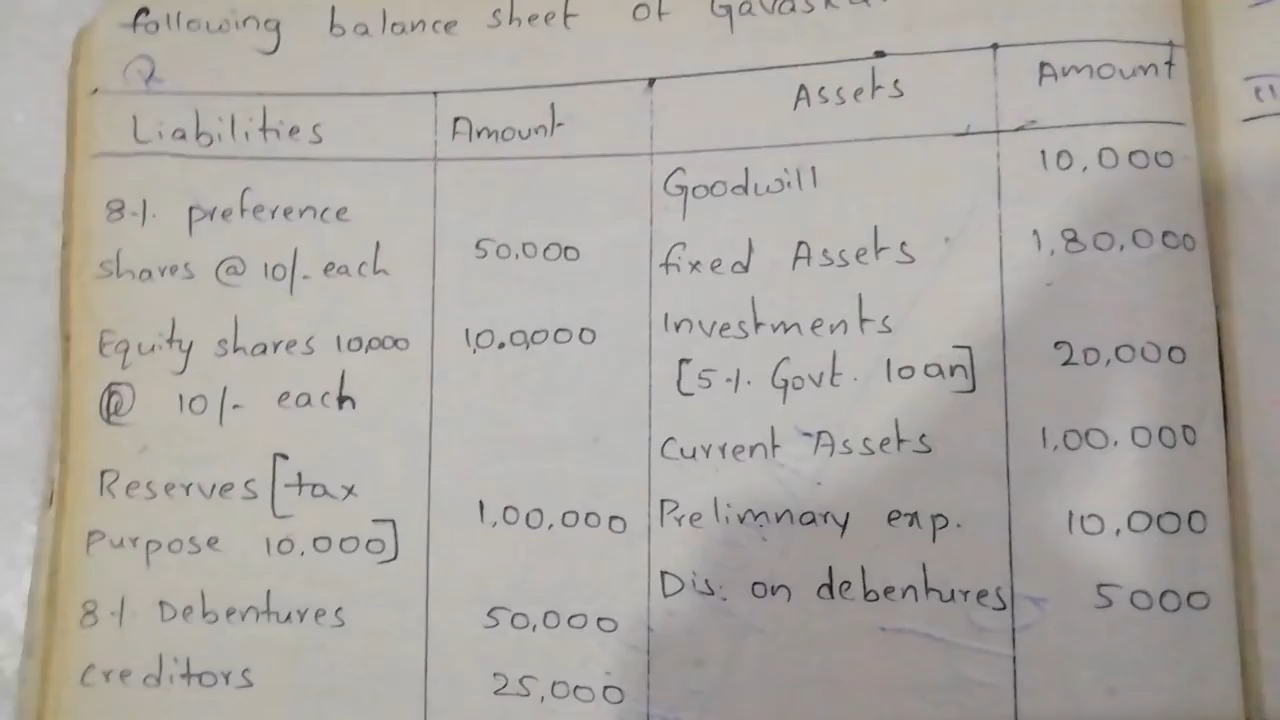 following balance sheet of
Liabilities Amount Assets Amount
Goodwill 10,000
8%. preference
shares @ 10/- each 50,000 fixed Assets 1,80,000
Equity shares 10,000 10,0,000 Investments
@ 10/- each [5%. Govt. loan] 20,000
Current Assets 1,00,000
Reserves [tax
purpose 10,000] 1,00,000 Prelimnary exp. 10,000
8% Debentures 50,000 Dis: on debentures 5000
creditors 25,000